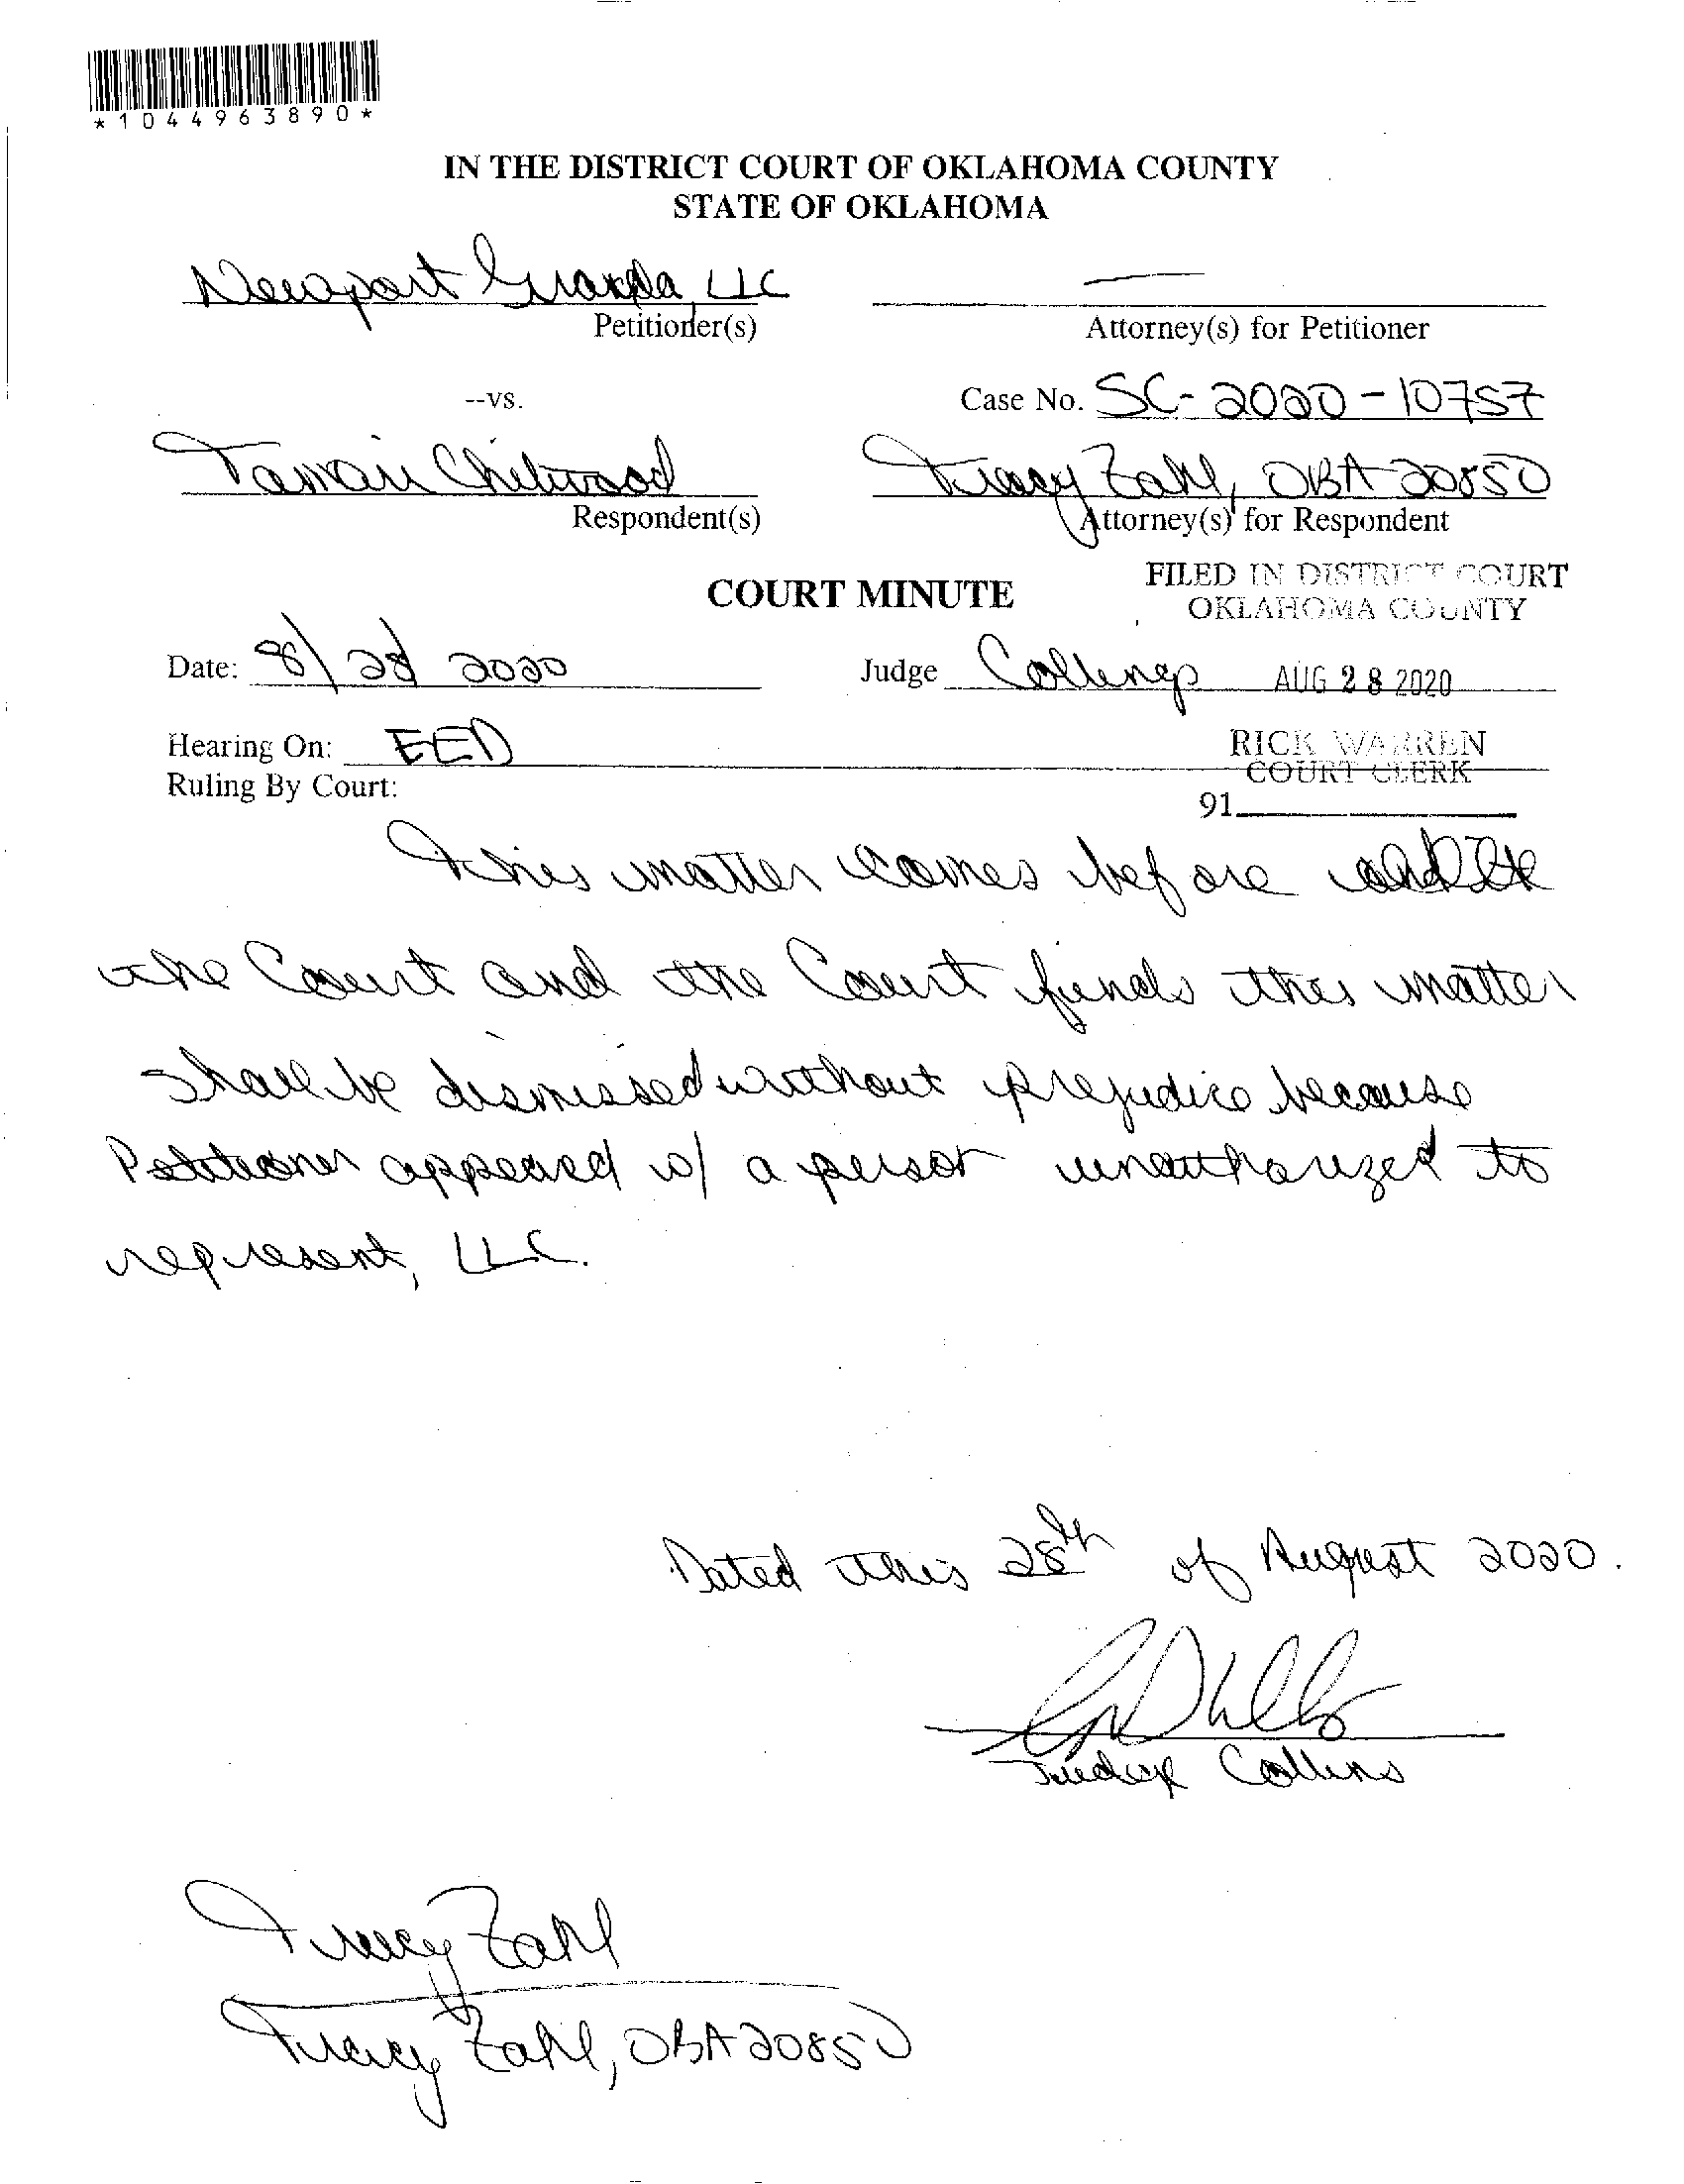 *1044963890*
IN THE DISTRICT COURT OF OKLAHOMA COUNTY
STATE OF OKLAHOMA
Newport LLC
Petitioner(s)
Attorney(s) for Petitioner
--vs.
Case No. SC-2020-10757
Chitwood
Respondent(s)
Tracy Zahl, OBA 20850
Attorney(s) for Respondent
COURT MINUTE
FILED IN DISTRICT COURT
OKLAHOMA COUNTY
Date: 8/28 2020
Judge Collins
AUG 28 2020
Hearing On: EED
RICK WARREN
COURT CLERK
Ruling By Court:
91
This matter comes before
the Court and the Court finds this matter
shall be dismissed without prejudice because
Petitioner appeared w/ a person unauthorized to
represent, LLC.
Dated this 28th of August 2020.
Judge Collins
Tracy Zahl
Tracy Zahl, OBA 20850